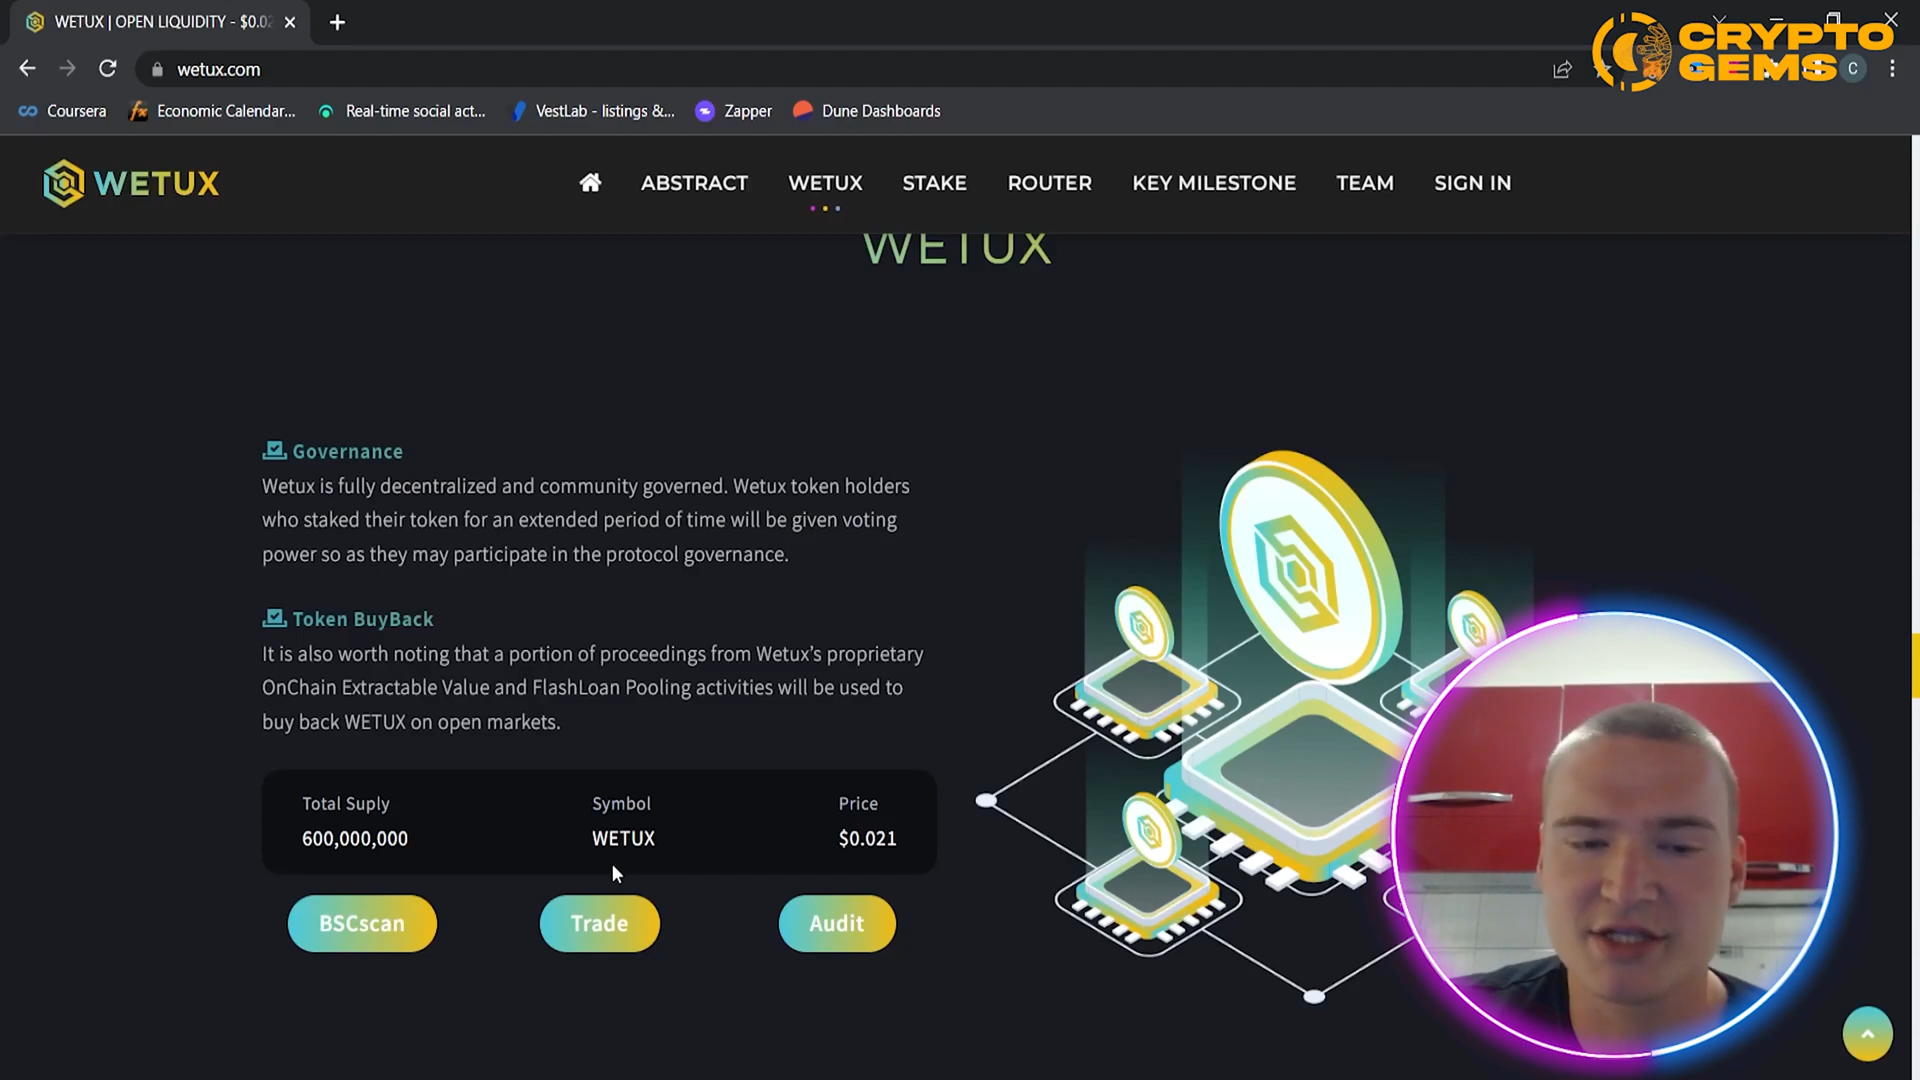 WETUX | OPEN LIQUIDITY - $0.02
wetux.com
CRYPTO
GEMS
C
Coursera
Economic Calendar...
Real-time social act...
VestLab - listings &...
Zapper
Dune Dashboards
WETUX
ABSTRACT
WETUX
STAKE
ROUTER
KEY MILESTONE
TEAM
SIGN IN
WETUX
Governance
Wetux is fully decentralized and community governed. Wetux token holders
who staked their token for an extended period of time will be given voting
power so as they may participate in the protocol governance.
Token BuyBack
It is also worth noting that a portion of proceedings from Wetux's proprietary
OnChain Extractable Value and FlashLoan Pooling activities will be used to
buy back WETUX on open markets.
Total Suply
Symbol
Price
600,000,000
WETUX
$0.021
BSCscan
Trade
Audit